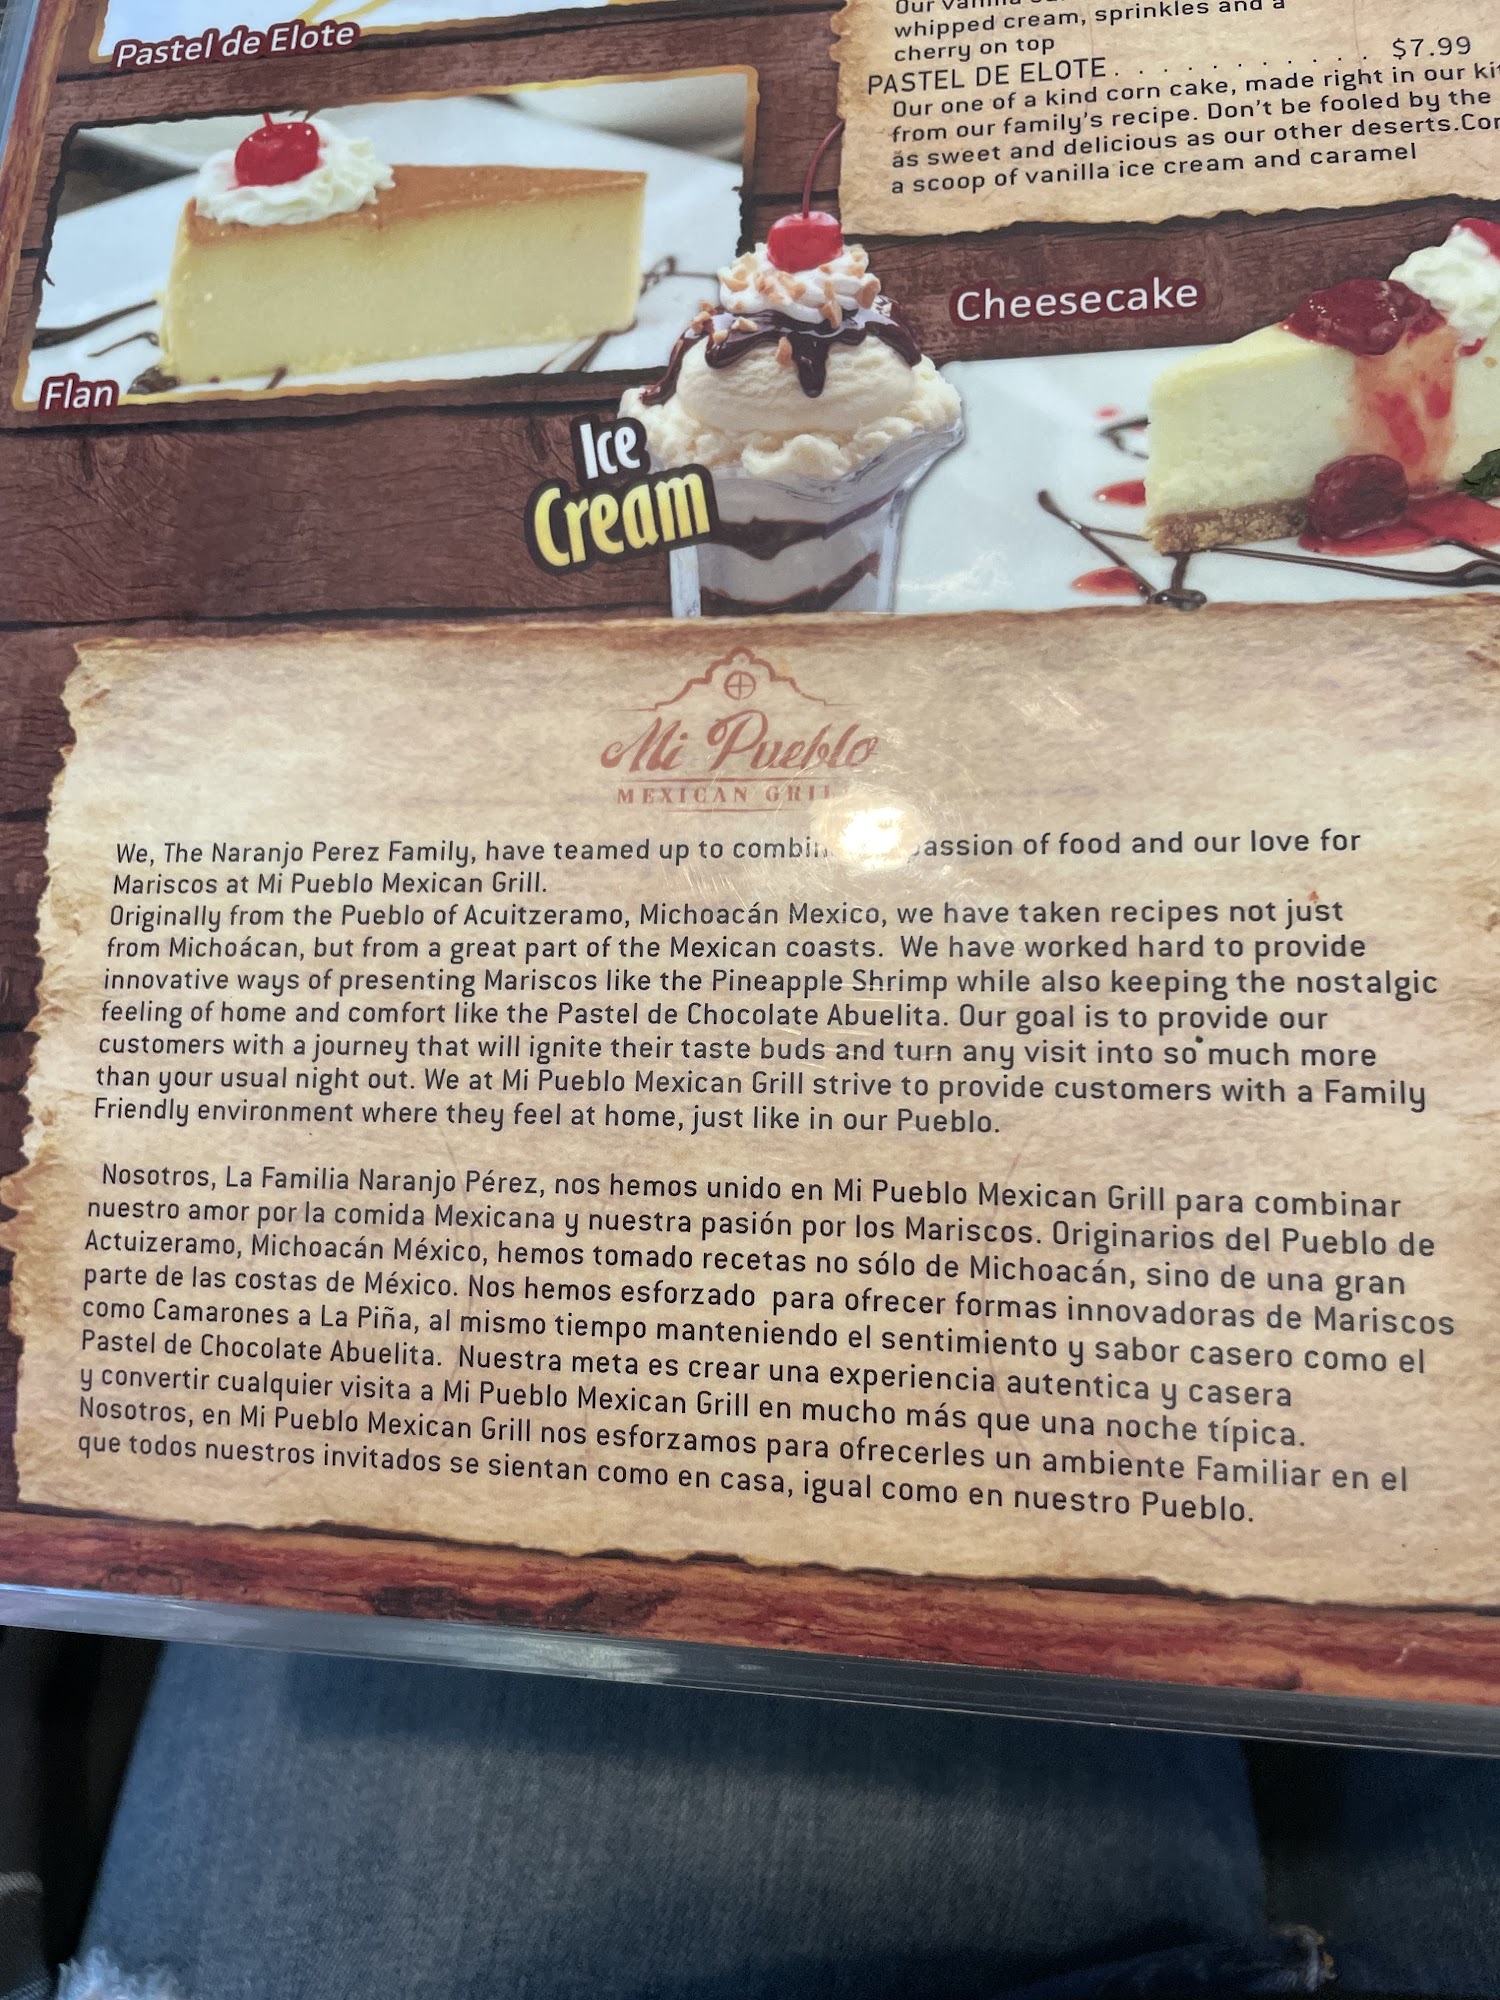 Pastel de Elote
Our vanilla
whipped cream, sprinkles and a
cherry on top
PASTEL DE ELOTE . . . . . . . . . . . . $7.99
Our one of a kind corn cake, made right in our
from our family's recipe. Don't be fooled by the
as sweet and delicious as our other deserts.
a scoop of vanilla ice cream and caramel
Flan
Ice
Cream
Cheesecake
Mi Pueblo
MEXICAN
We, The Naranjo Perez Family, have teamed up to of food and our love for
Mariscos at Mi Pueblo Mexican Grill.
Originally from the Pueblo of Acuitzeramo, Michoacán Mexico, we have taken recipes not just
from Michoácan, but from a great part of the Mexican coasts. We have worked hard to provide
innovative ways of presenting Mariscos like the Pineapple Shrimp while also keeping the nostalgic
feeling of home and comfort like the Pastel de Chocolate Abuelita. Our goal is to provide our
customers with a journey that will ignite their taste buds and turn any visit into so much more
than your usual night out. We at Mi Pueblo Mexican Grill strive to provide customers with a Family
Friendly environment where they feel at home, just like in our Pueblo.
Nosotros, La Familia Naranjo Pérez, nos hemos unido en Mi Pueblo Mexican Grill para combinar
nuestro amor por la comida Mexicana y nuestra pasión por los Mariscos. Originarios del Pueblo de
Actuizeramo, Michoacán México, hemos tomado recetas no sólo de Michoacán, sino de una gran
parte de las costas de México. Nos hemos esforzado para ofrecer formas innovadoras de Mariscos
como Camarones a La Piña, al mismo tiempo manteniendo el sentimiento y sabor casero como el
Pastel de Chocolate Abuelita. Nuestra meta es crear una experiencia autentica y casera
y convertir cualquier visita a Mi Pueblo Mexican Grill en mucho más que una noche típica.
Nosotros, en Mi Pueblo Mexican Grill nos esforzamos para ofrecerles un ambiente Familiar en el
que todos nuestros invitados se sientan como en casa, igual como en nuestro Pueblo.